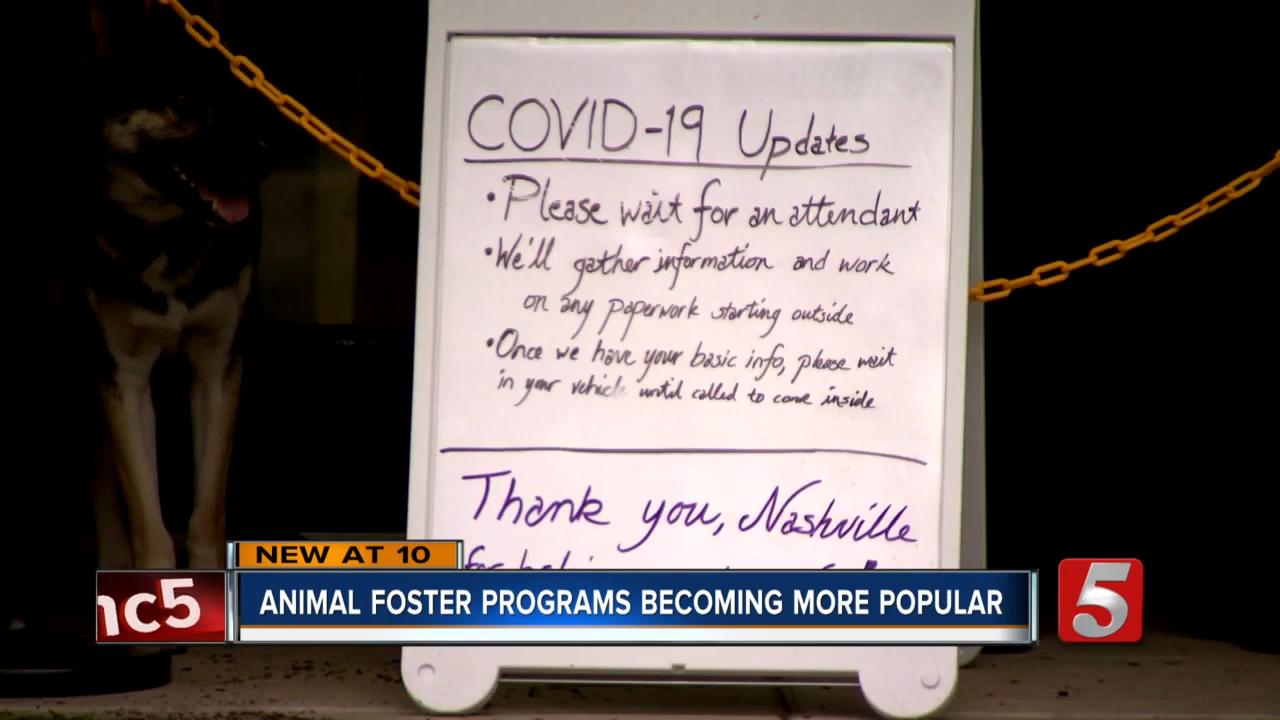 COVID-19 Updates
• Please wait for an attendant
• We'll gather information and work
on any paperwork starting outside
• Once we have your basic info, please wait
in your vehicle until called to come inside
Thank you, Nashville
for
NEW AT 10
nc5
ANIMAL FOSTER PROGRAMS BECOMING MORE POPULAR
5